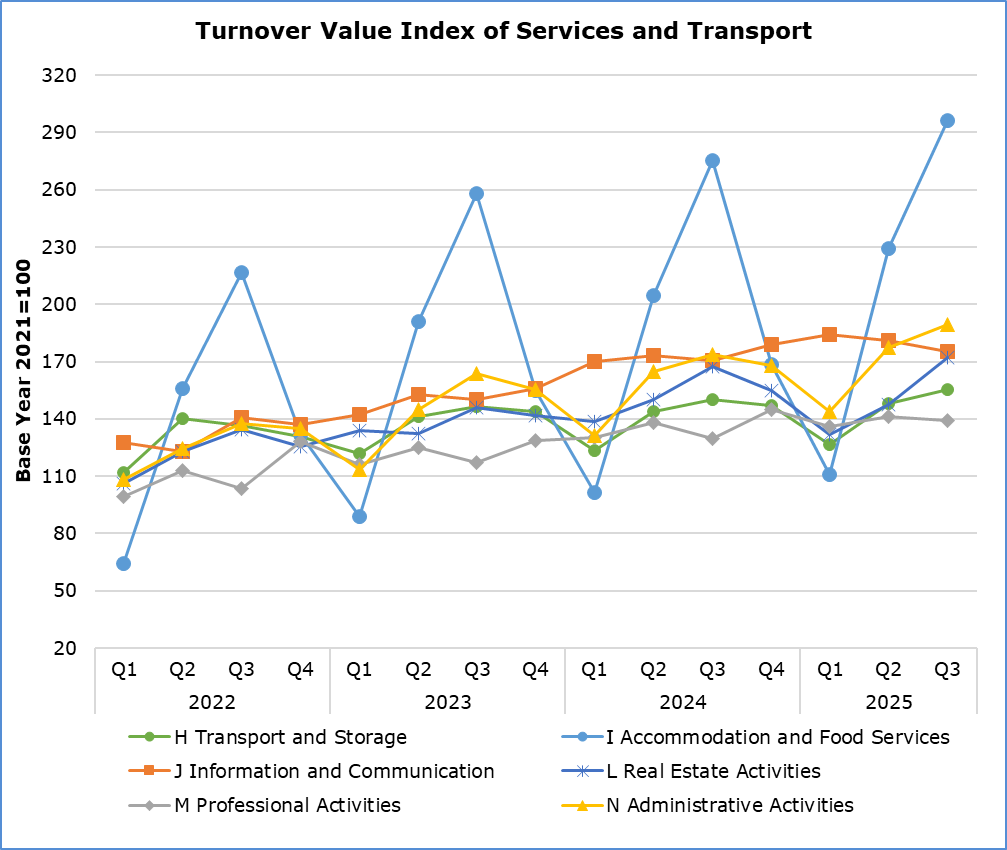 Turnover Value Index of Services and Transport
Base Year 2021=100
320
290
260
230
200
170
140
110
80
50
20
Q1 Q2 Q3 Q4 Q1 Q2 Q3 Q4 Q1 Q2 Q3 Q4 Q1 Q2 Q3
2022 2023 2024 2025
H Transport and Storage I Accommodation and Food Services
J Information and Communication L Real Estate Activities
M Professional Activities N Administrative Activities